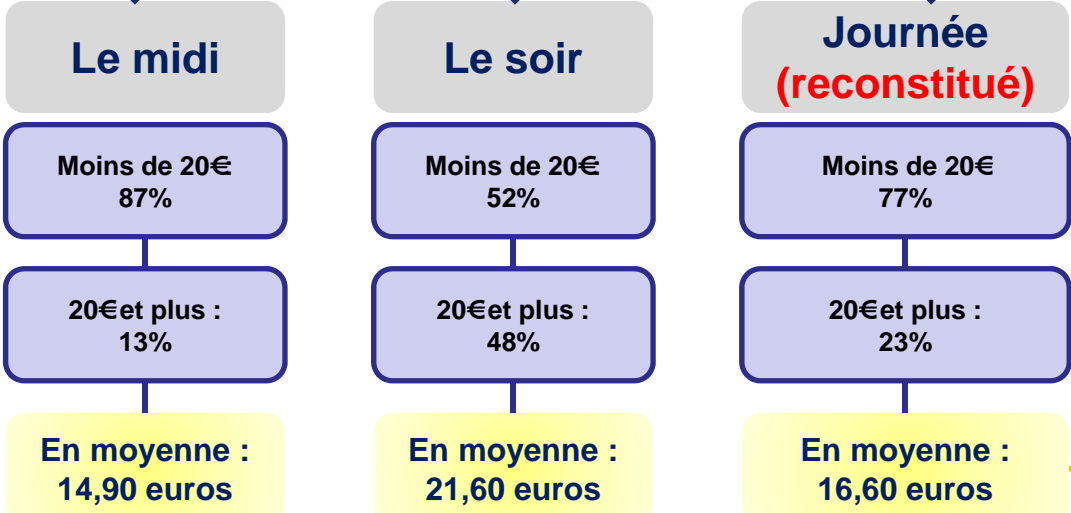 Le midi
Moins de 20€
87%
20€et plus :
13%
En moyenne :
14,90 euros
Le soir
Moins de 20€
52%
20€et plus :
48%
En moyenne :
21,60 euros
Journée
(reconstitué)
Moins de 20€
77%
20€et plus :
23%
En moyenne :
16,60 euros